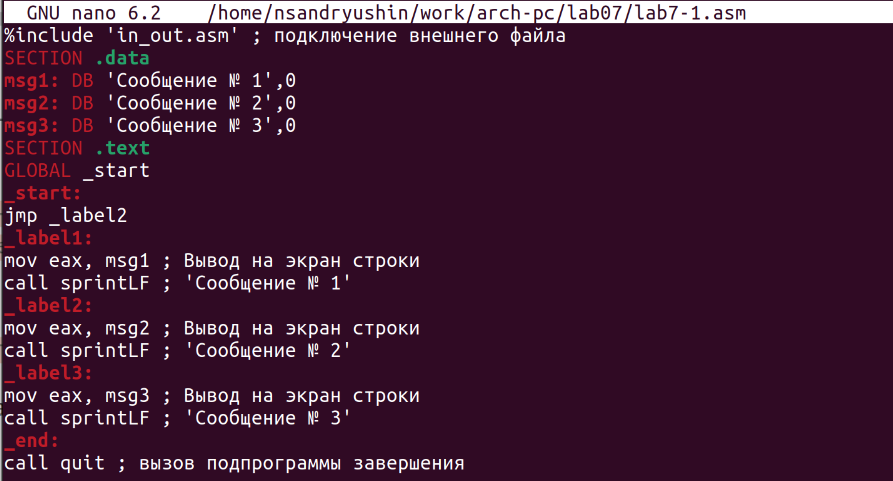 GNU nano 6.2    /home/nsandryushin/work/arch-pc/lab07/lab7-1.asm
%include 'in_out.asm' ; подключение внешнего файла
SECTION .data
msg1: DB 'Сообщение № 1',0
msg2: DB 'Сообщение № 2',0
msg3: DB 'Сообщение № 3',0
SECTION .text
GLOBAL _start
_start:
jmp _label2
_label1:
mov eax, msg1 ; Вывод на экран строки
call sprintLF ; 'Сообщение № 1'
_label2:
mov eax, msg2 ; Вывод на экран строки
call sprintLF ; 'Сообщение № 2'
_label3:
mov eax, msg3 ; Вывод на экран строки
call sprintLF ; 'Сообщение № 3'
_end:
call quit ; вызов подпрограммы завершения